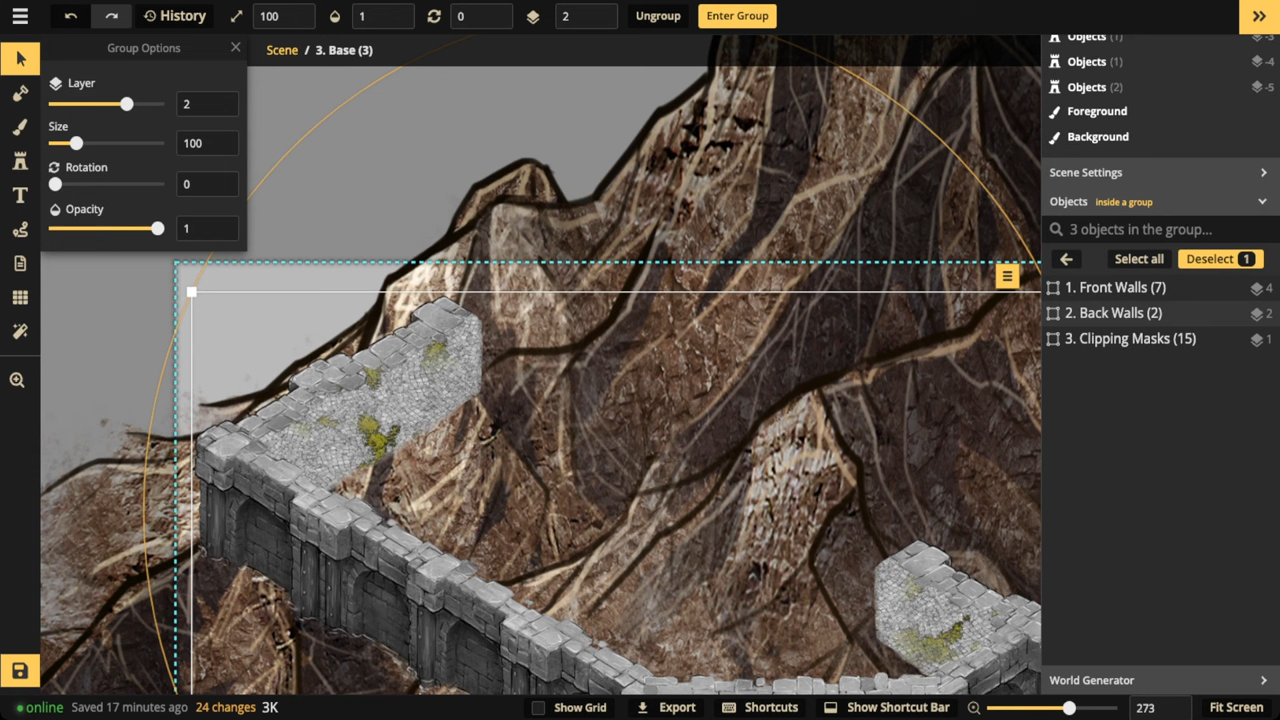 History 100 1 0 2 Ungroup Enter Group
Group Options
Scene / 3. Base (3)
Layer
2
Size
100
Rotation
0
Opacity
1
Objects (1) -3
Objects (1) -4
Objects (2) -5
Foreground
Background
Scene Settings
Objects inside a group
3 objects in the group...
Select all Deselect 1
1. Front Walls (7) 4
2. Back Walls (2) 2
3. Clipping Masks (15) 1
World Generator
online Saved 17 minutes ago 24 changes 3K Show Grid Export Shortcuts Show Shortcut Bar 273 Fit Screen